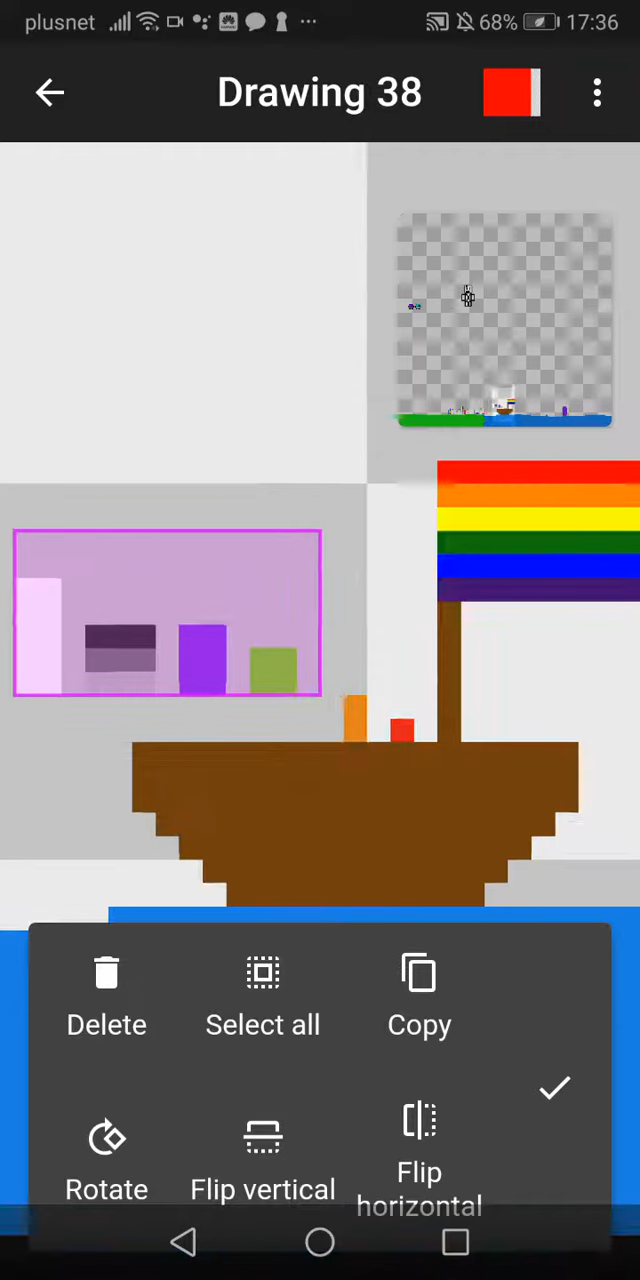 plusnet 68% 17:36
Drawing 38
Delete Select all Copy
Rotate Flip vertical Flip
horizontal